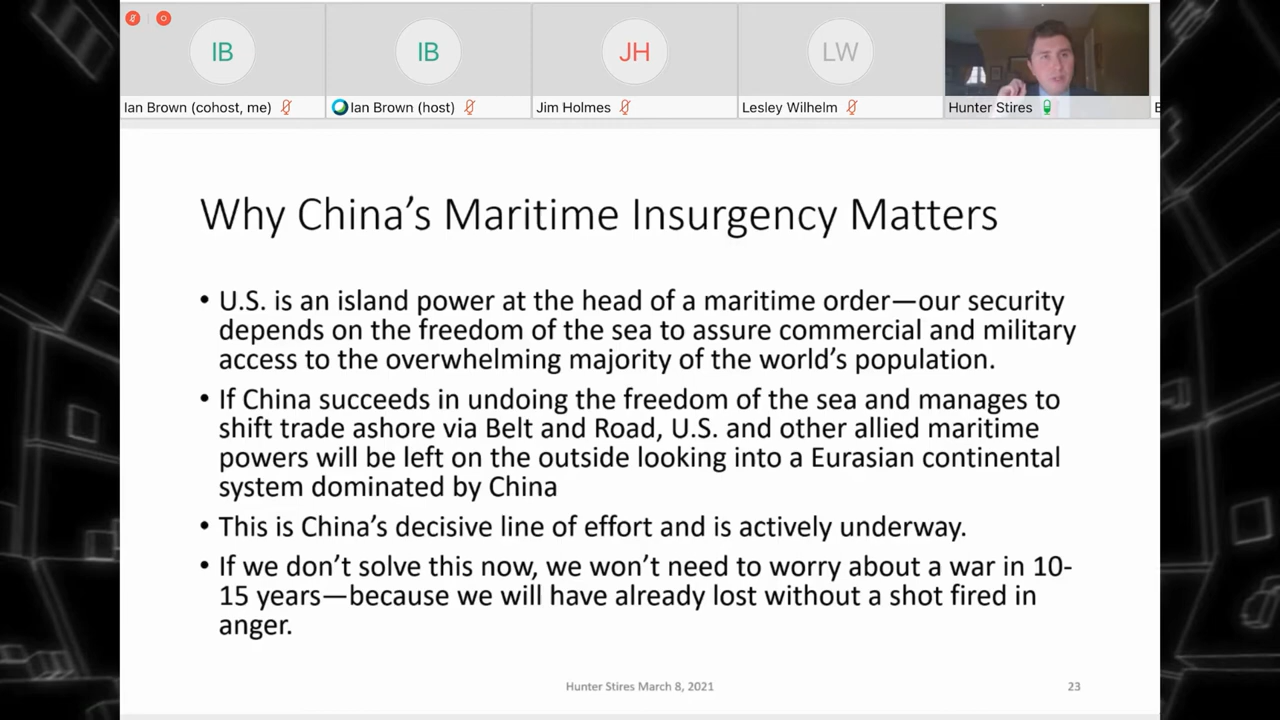 IB
IB
JH
LW
Ian Brown (cohost, me)
Ian Brown (host)
Jim Holmes
Lesley Wilhelm
Hunter Stires
E
Why China’s Maritime Insurgency Matters
• U.S. is an island power at the head of a maritime order—our security
depends on the freedom of the sea to assure commercial and military
access to the overwhelming majority of the world’s population.
• If China succeeds in undoing the freedom of the sea and manages to
shift trade ashore via Belt and Road, U.S. and other allied maritime
powers will be left on the outside looking into a Eurasian continental
system dominated by China
• This is China’s decisive line of effort and is actively underway.
• If we don’t solve this now, we won’t need to worry about a war in 10-
15 years—because we will have already lost without a shot fired in
anger.
Hunter Stires March 8, 2021
23